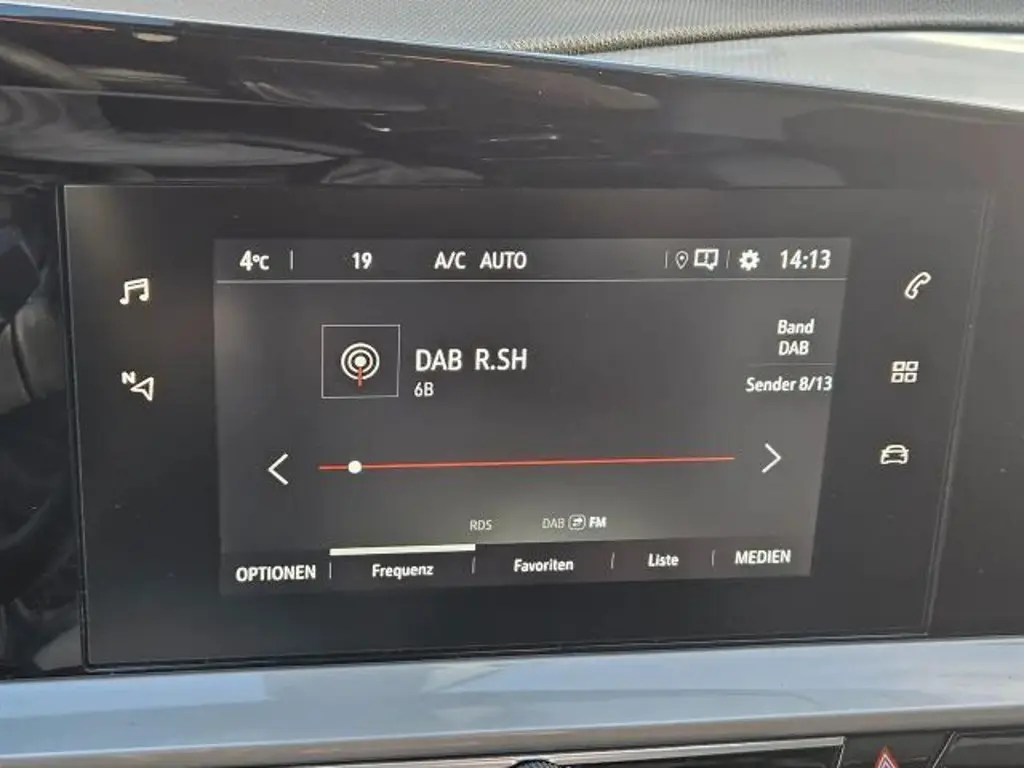 4°C 19 A/C AUTO 14:13
Band
DAB
DAB R.SH
6B
Sender 8/13
N
RDS DAB FM
OPTIONEN Frequenz Favoriten Liste MEDIEN